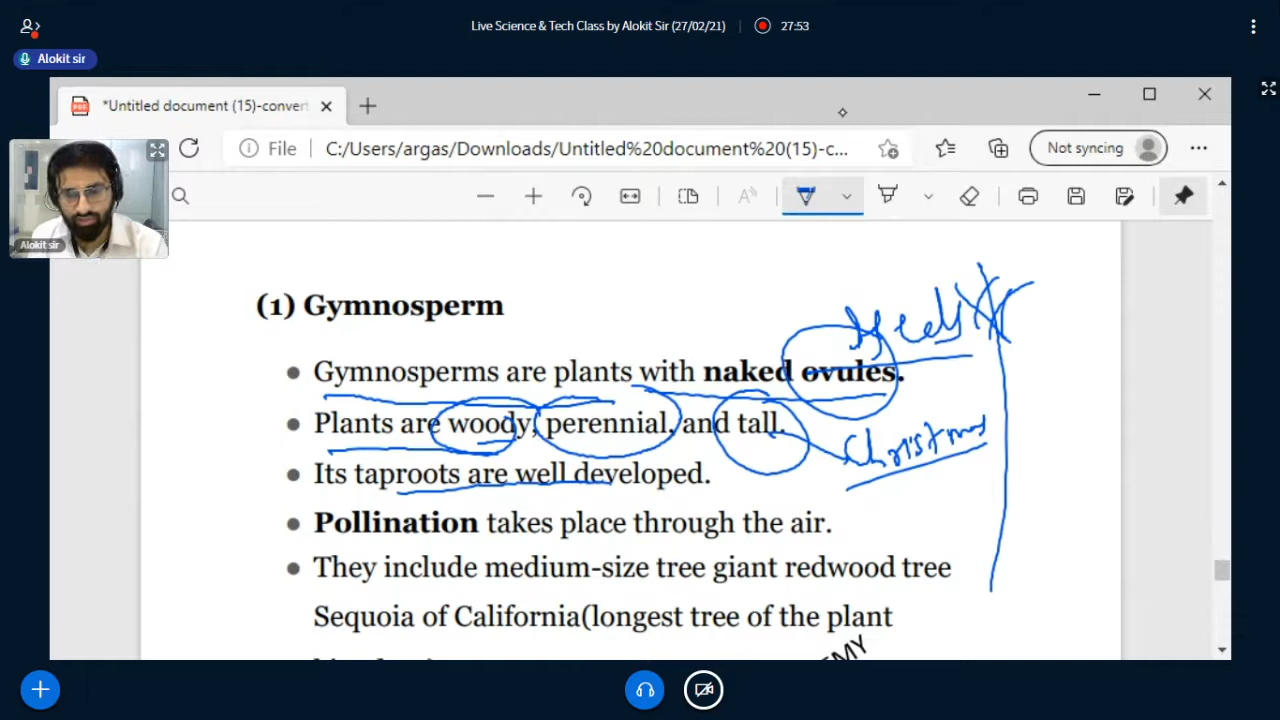 Live Science & Tech Class by Alokit Sir (27/02/21) 27:53
Alokit sir
*Untitled document (15)-convert
File C:/Users/argas/Downloads/Untitled%20document%20(15)-c... Not syncing
Alokit sir
(1) Gymnosperm
Gymnosperms are plants with naked ovules.
Plants are woody, perennial, and tall.
Christmas
Its taproots are well developed.
Pollination takes place through the air.
They include medium-size tree giant redwood tree
Sequoia of California(longest tree of the plant